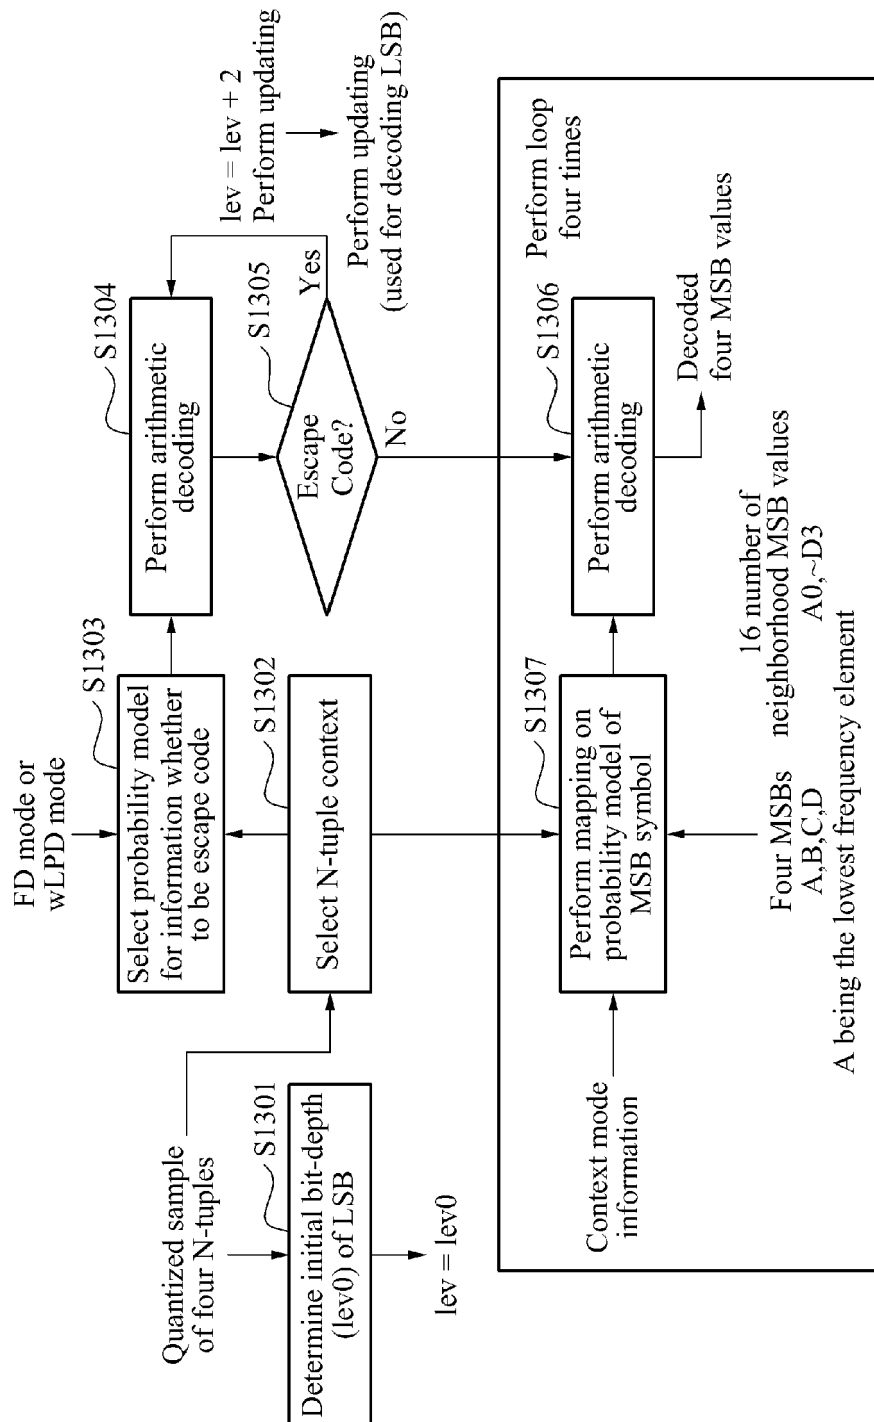 Quantized sample
of four N-tuples
S1301
Determine initial bit-depth
(lev0) of LSB
lev = lev0
FD mode or
wLPD mode
S1303
Select probability model
for information whether
to be escape code
S1302
Select N-tuple context
S1304
Perform arithmetic
decoding
S1305
Escape
Code?
Yes
No
lev = lev + 2
Perform updating
Perform updating
(used for decoding LSB)
Perform loop
four times
Context mode
information
S1307
Perform mapping on
probability model of
MSB symbol
S1306
Perform arithmetic
decoding
Decoded
four MSB values
Four MSBs
A,B,C,D
16 number of
neighborhood MSB values
A0,~D3
A being the lowest frequency element